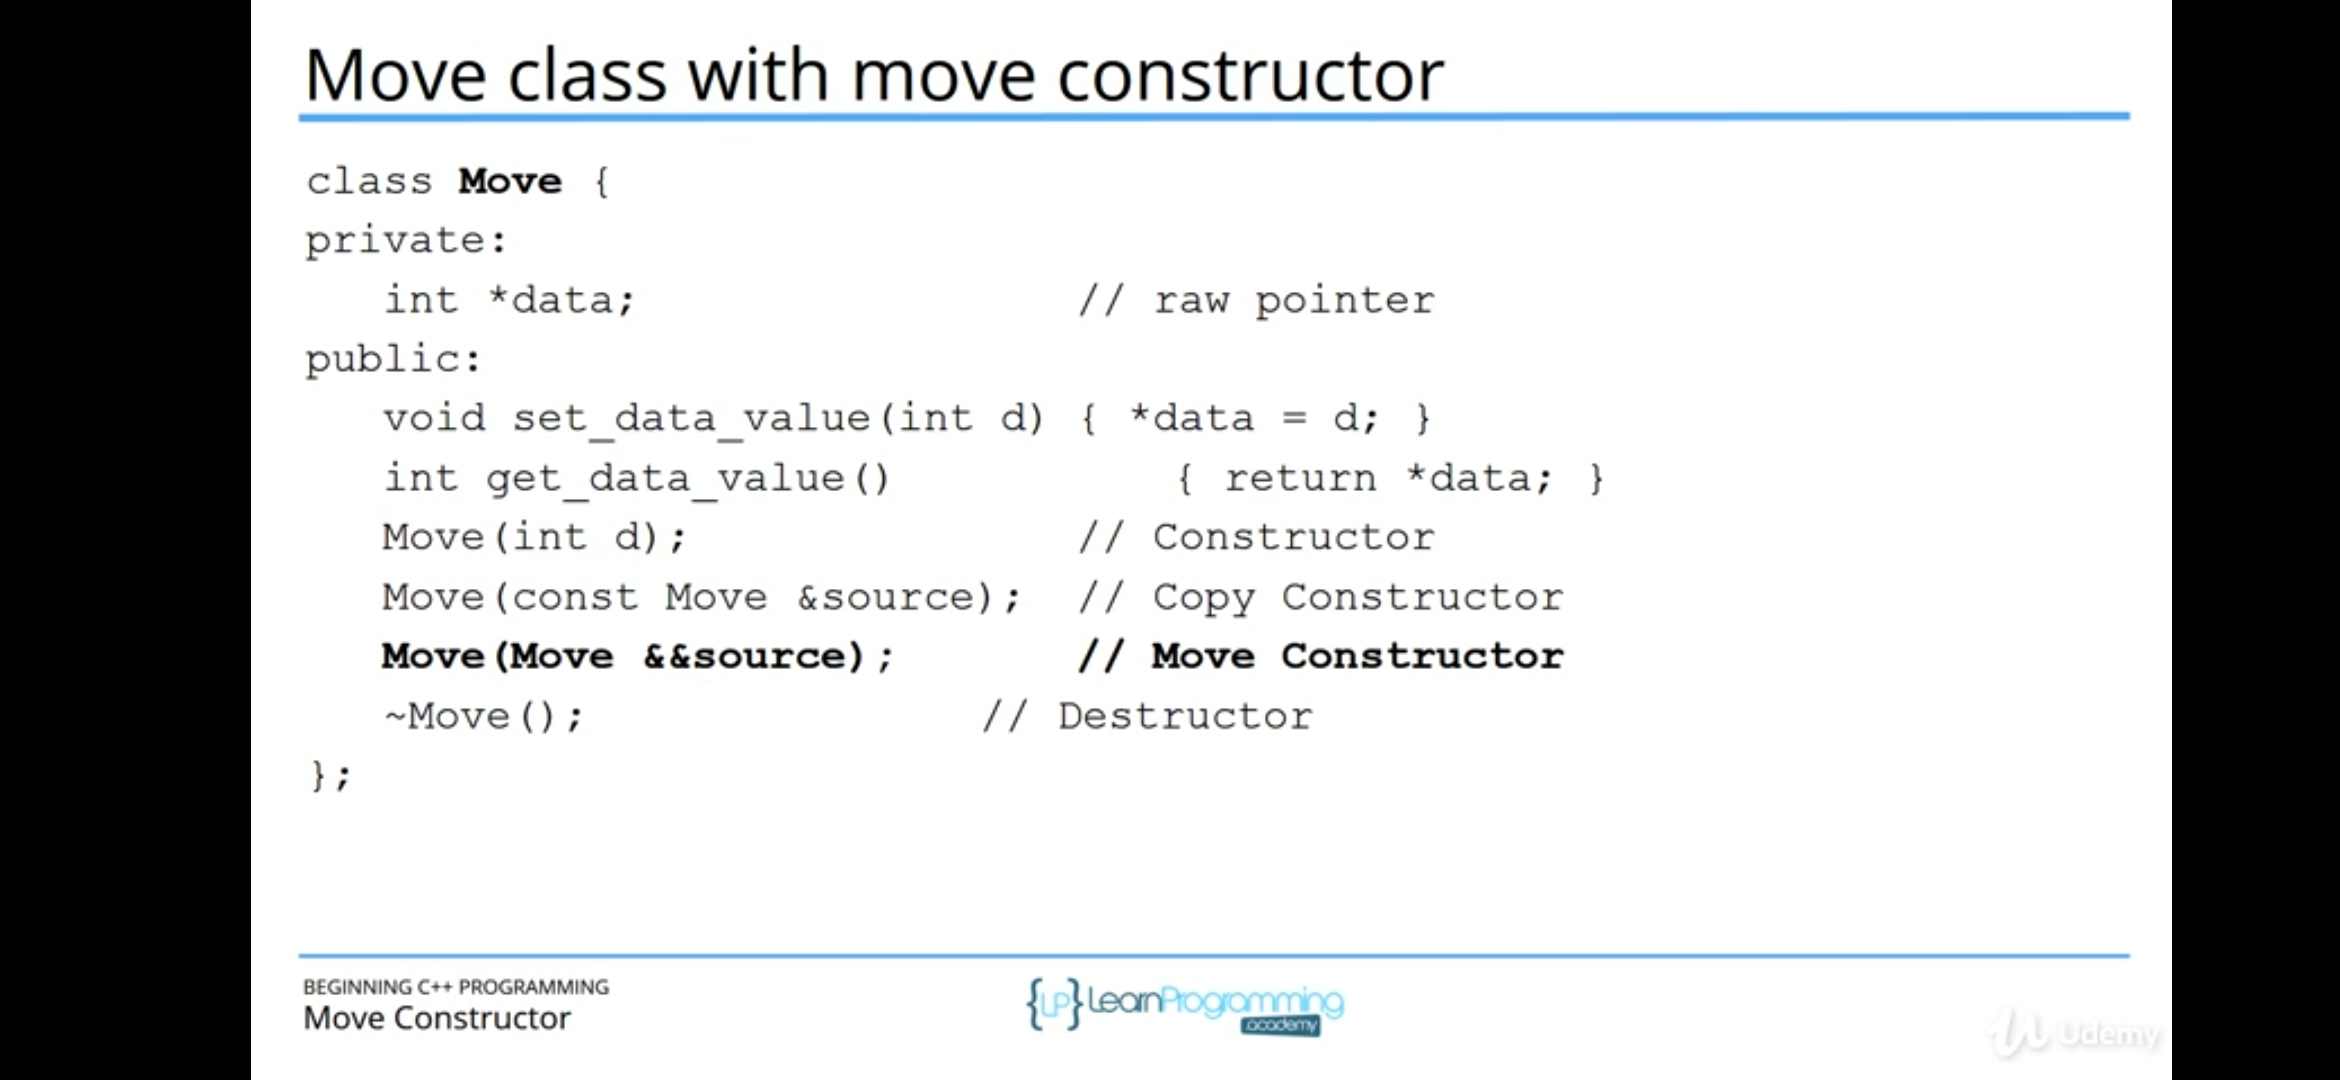 Move class with move constructor
class Move {
private:
int *data; // raw pointer
public:
void set_data_value(int d) { *data = d; }
int get_data_value() { return *data; }
Move(int d); // Constructor
Move(const Move &source); // Copy Constructor
Move(Move &&source); // Move Constructor
~Move(); // Destructor
};
BEGINNING C++ PROGRAMMING
Move Constructor
{LP} LearnProgramming
academy
Udemy